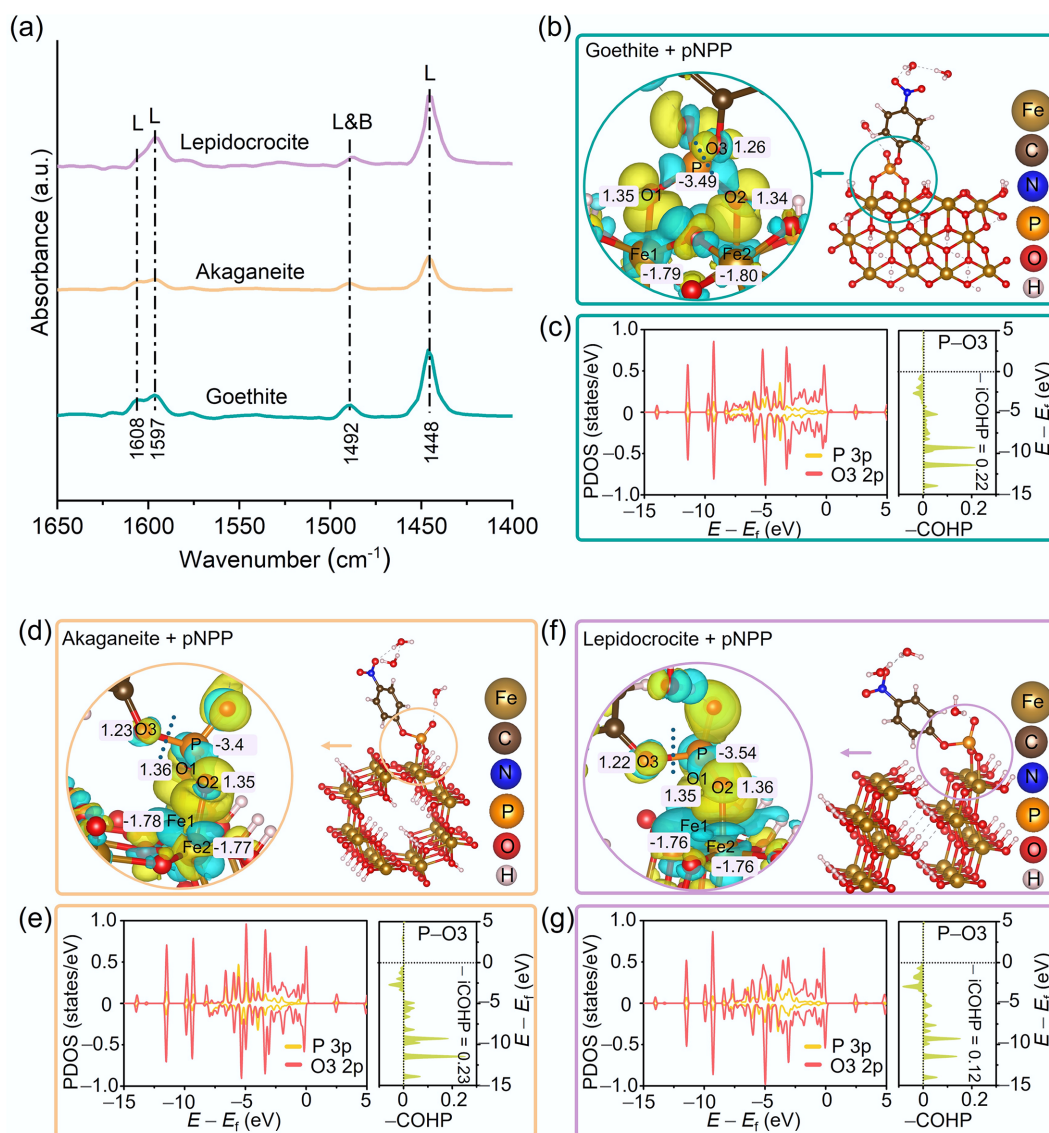 (a)
Absorbance (a.u.)
L
L
L&B
L
Lepidocrocite
Akaganeite
Goethite
1608
1597
1492
1448
1650
1600
1550
1500
1450
1400
Wavenumber (cm-1)
(b)
Goethite + pNPP
O3
1.26
P
-3.49
1.35
O1
O2
1.34
Fe1
Fe2
-1.79
-1.80
Fe
C
N
P
O
H
(c)
PDOS (states/eV)
1.0
0.5
0
−0.5
−1.0
P 3p
O3 2p
−15
−10
−5
0
5
E − Ef (eV)
P–O3
–iCOHP = 0.22
5
0
−5
−10
−15
E − Ef (eV)
0
0.2
−COHP
(d)
Akaganeite + pNPP
1.23
O3
P
-3.4
1.36
O1
O2
1.35
-1.78
Fe1
Fe2
-1.77
Fe
C
N
P
O
H
(e)
PDOS (states/eV)
1.0
0.5
0
−0.5
−1.0
P 3p
O3 2p
−15
−10
−5
0
5
E − Ef (eV)
P–O3
–iCOHP = 0.23
5
0
−5
−10
−15
E − Ef (eV)
0
0.2
−COHP
(f)
Lepidocrocite + pNPP
1.22
O3
P
-3.54
O1
1.35
O2
1.36
Fe1
-1.76
Fe2
-1.76
Fe
C
N
P
O
H
(g)
PDOS (states/eV)
1.0
0.5
0
−0.5
−1.0
P 3p
O3 2p
−15
−10
−5
0
5
E − Ef (eV)
P–O3
–iCOHP = 0.12
5
0
−5
−10
−15
E − Ef (eV)
0
0.2
−COHP